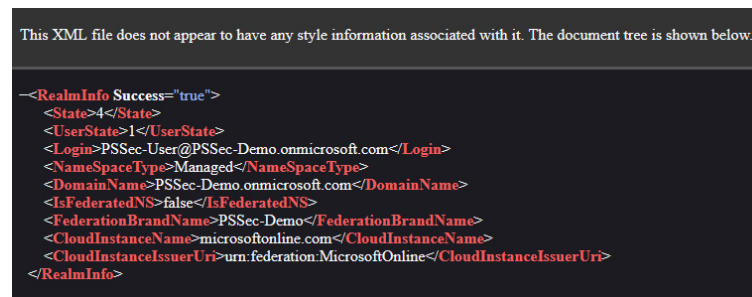 This XML file does not appear to have any style information associated with it. The document tree is shown below.
−<RealmInfo Success="true">
<State>4</State>
<UserState>1</UserState>
<Login>PSSec-User@PSSec-Demo.onmicrosoft.com</Login>
<NameSpaceType>Managed</NameSpaceType>
<DomainName>PSSec-Demo.onmicrosoft.com</DomainName>
<IsFederatedNS>false</IsFederatedNS>
<FederationBrandName>PSSec-Demo</FederationBrandName>
<CloudInstanceName>microsoftonline.com</CloudInstanceName>
<CloudInstanceIssuerUri>urn:federation:MicrosoftOnline</CloudInstanceIssuerUri>
</RealmInfo>